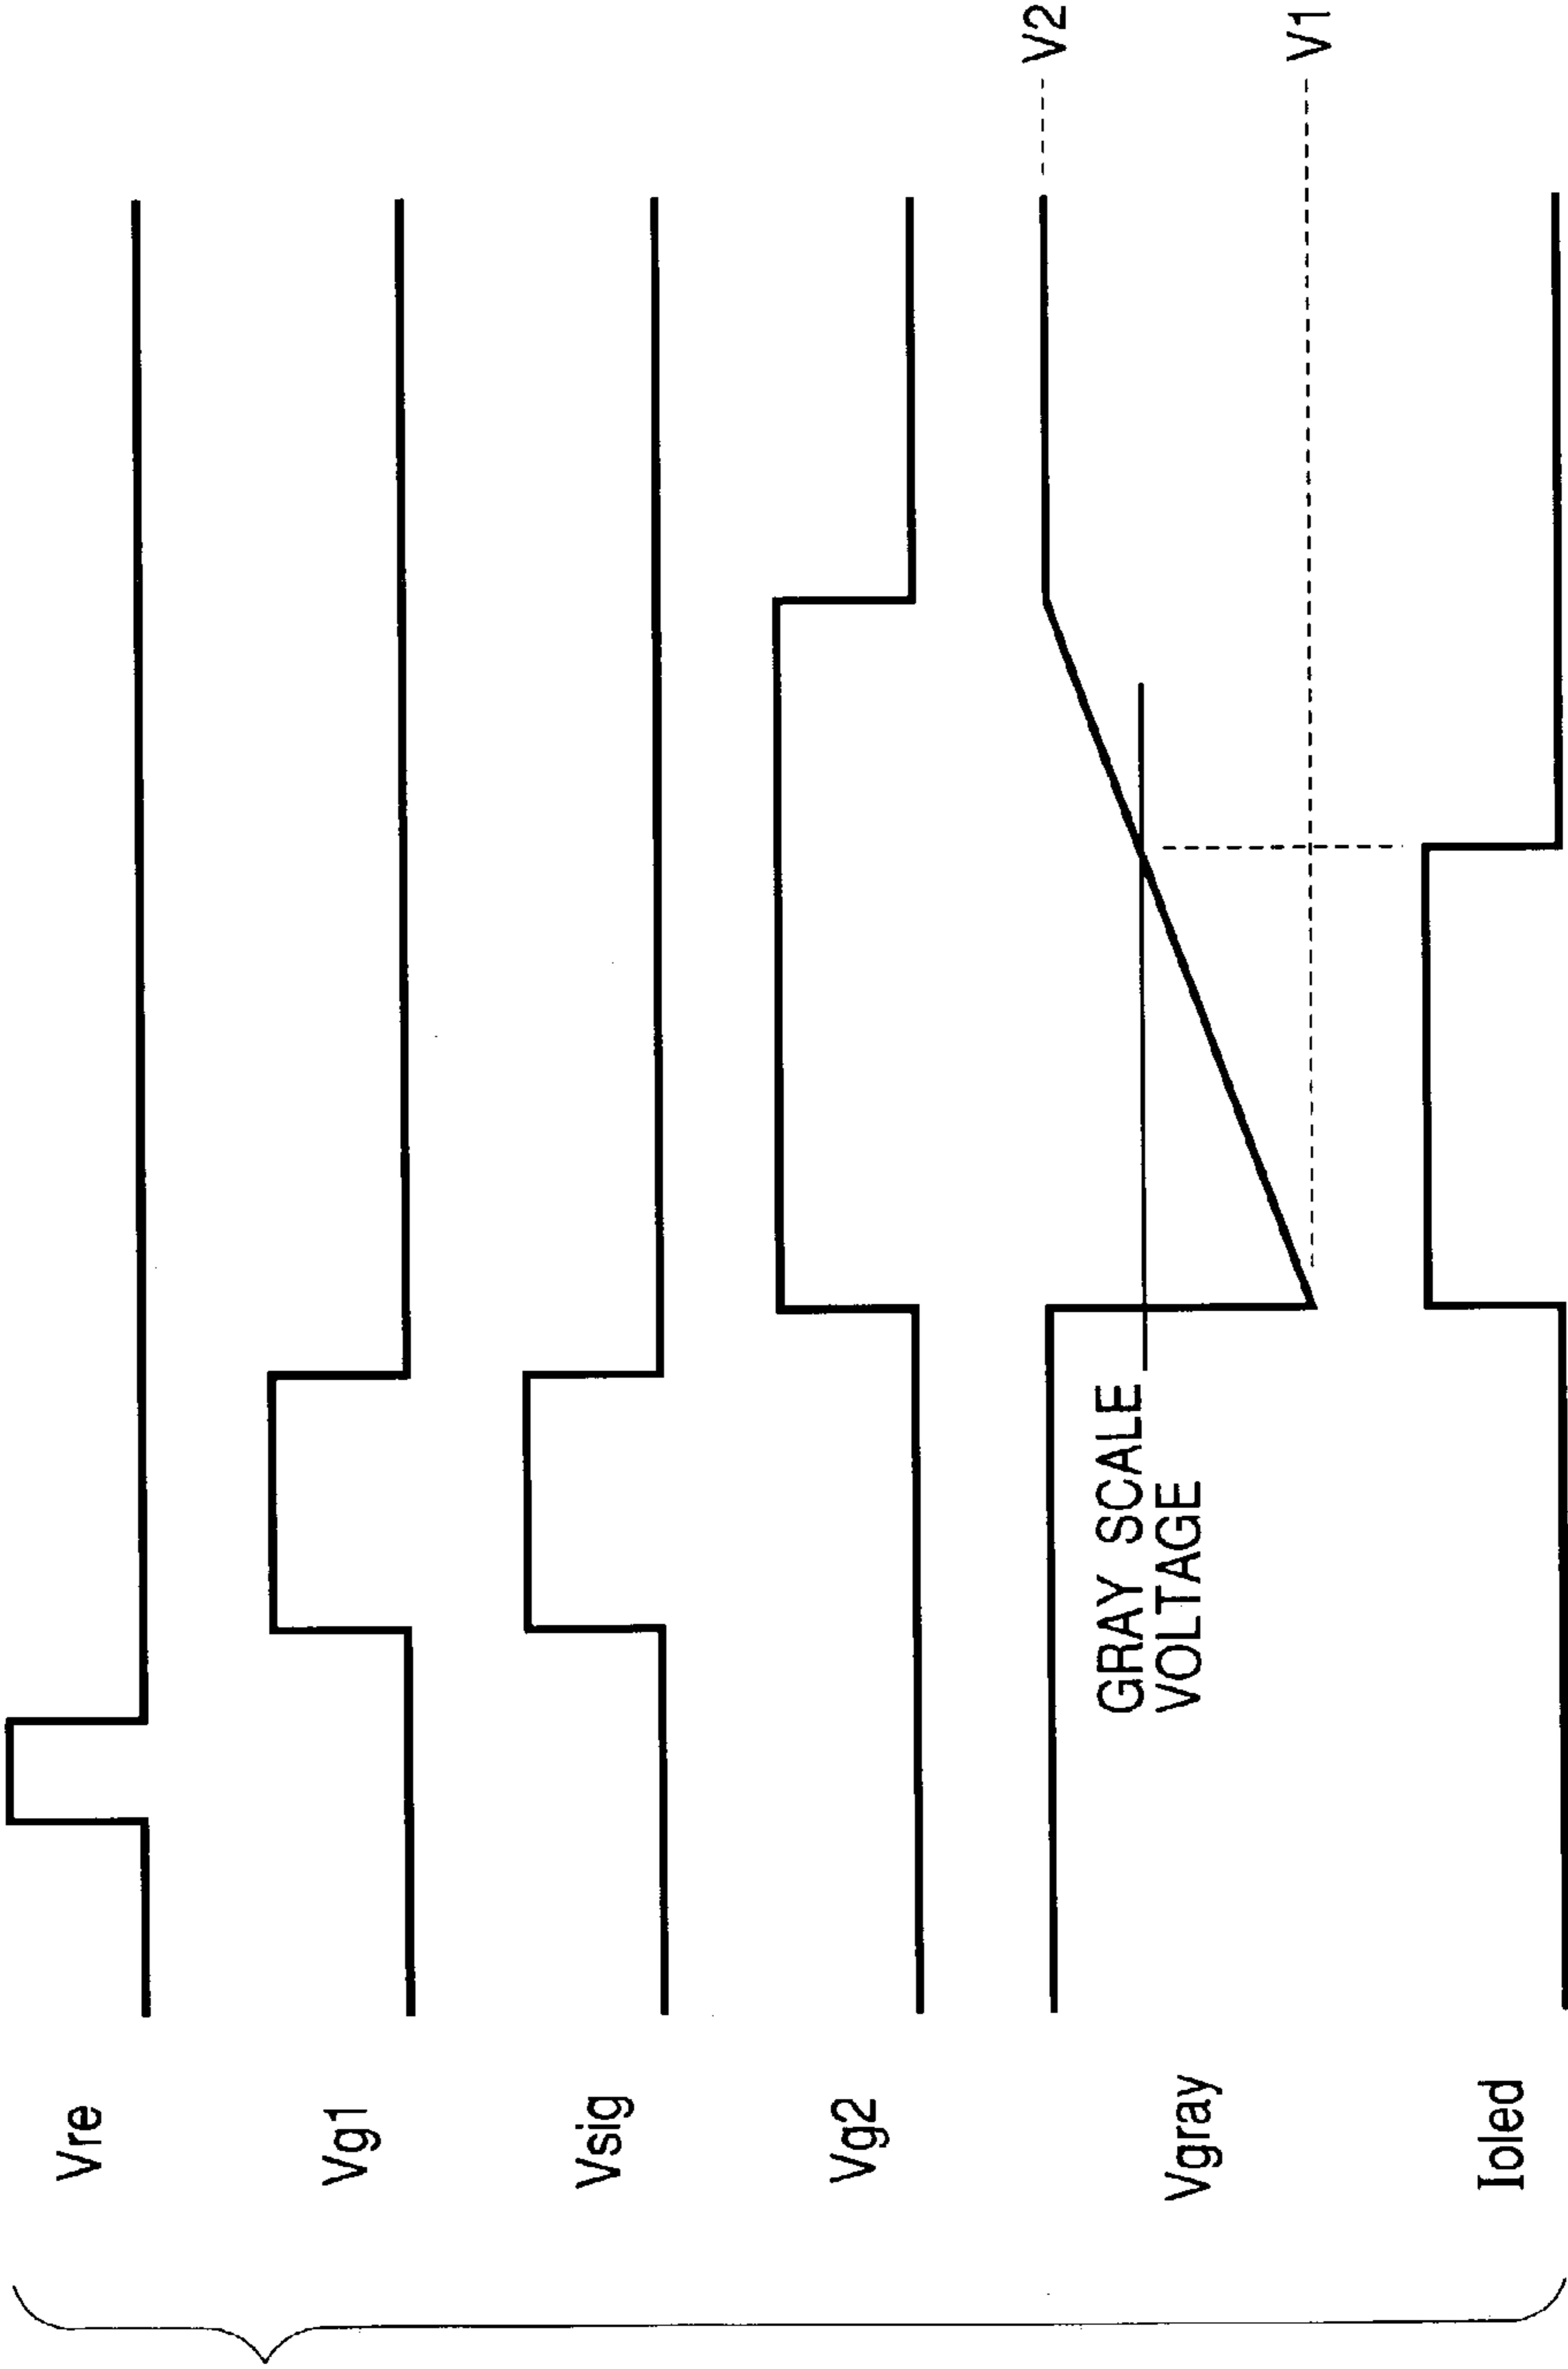 Vre
Vg1
Vsig
Vg2
V2
GRAY SCALE
VOLTAGE
Vgray
V1
Ioled